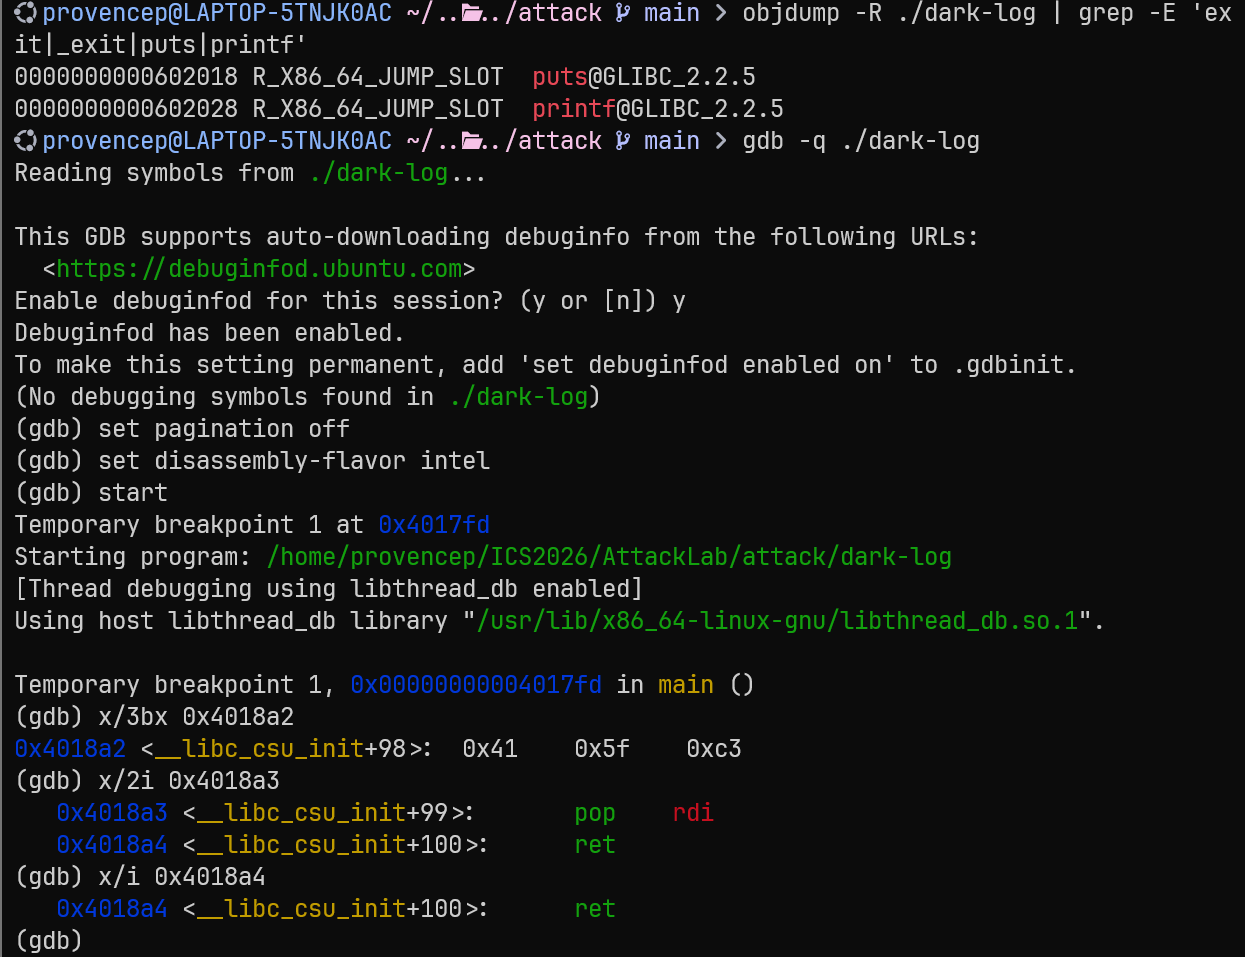 provencep@LAPTOP-5TNJK0AC ~/..../attack main > objdump -R ./dark-log | grep -E 'ex
it|_exit|puts|printf'
0000000000602018 R_X86_64_JUMP_SLOT  puts@GLIBC_2.2.5
0000000000602028 R_X86_64_JUMP_SLOT  printf@GLIBC_2.2.5
provencep@LAPTOP-5TNJK0AC ~/..../attack main > gdb -q ./dark-log
Reading symbols from ./dark-log...

This GDB supports auto-downloading debuginfo from the following URLs:
  <https://debuginfod.ubuntu.com>
Enable debuginfod for this session? (y or [n]) y
Debuginfod has been enabled.
To make this setting permanent, add 'set debuginfod enabled on' to .gdbinit.
(No debugging symbols found in ./dark-log)
(gdb) set pagination off
(gdb) set disassembly-flavor intel
(gdb) start
Temporary breakpoint 1 at 0x4017fd
Starting program: /home/provencep/ICS2026/AttackLab/attack/dark-log
[Thread debugging using libthread_db enabled]
Using host libthread_db library "/usr/lib/x86_64-linux-gnu/libthread_db.so.1".

Temporary breakpoint 1, 0x00000000004017fd in main ()
(gdb) x/3bx 0x4018a2
0x4018a2 <__libc_csu_init+98>:  0x41    0x5f    0xc3
(gdb) x/2i 0x4018a3
   0x4018a3 <__libc_csu_init+99>:      pop    rdi
   0x4018a4 <__libc_csu_init+100>:     ret
(gdb) x/i 0x4018a4
   0x4018a4 <__libc_csu_init+100>:     ret
(gdb)